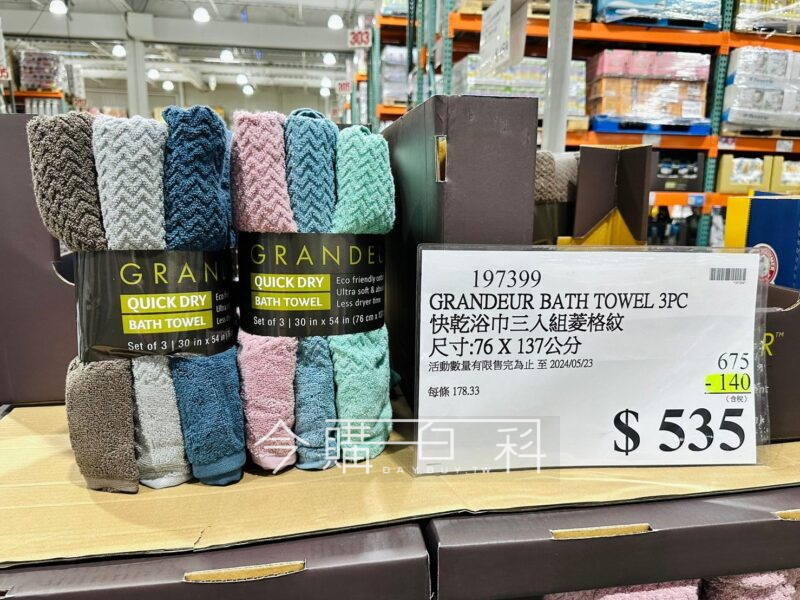 303
305
GRANDEU
QUICK DRY
BATH TOWEL
Set of 3 | 30 in x 54 in
GRANDEU
QUICK DRY
BATH TOWEL
Eco friendly
Ultra soft &
Less dryer time
Set of 3 | 30 in x 54 in (76 cm x
197399
GRANDEUR BATH TOWEL 3PC
快乾浴巾三入組菱格紋
尺寸:76 X 137公分
活動數量有限售完為止 至 2024/05/23
675
- 140
(含稅)
每條 178.33
$ 535
今購百科
DAYBUY.TW